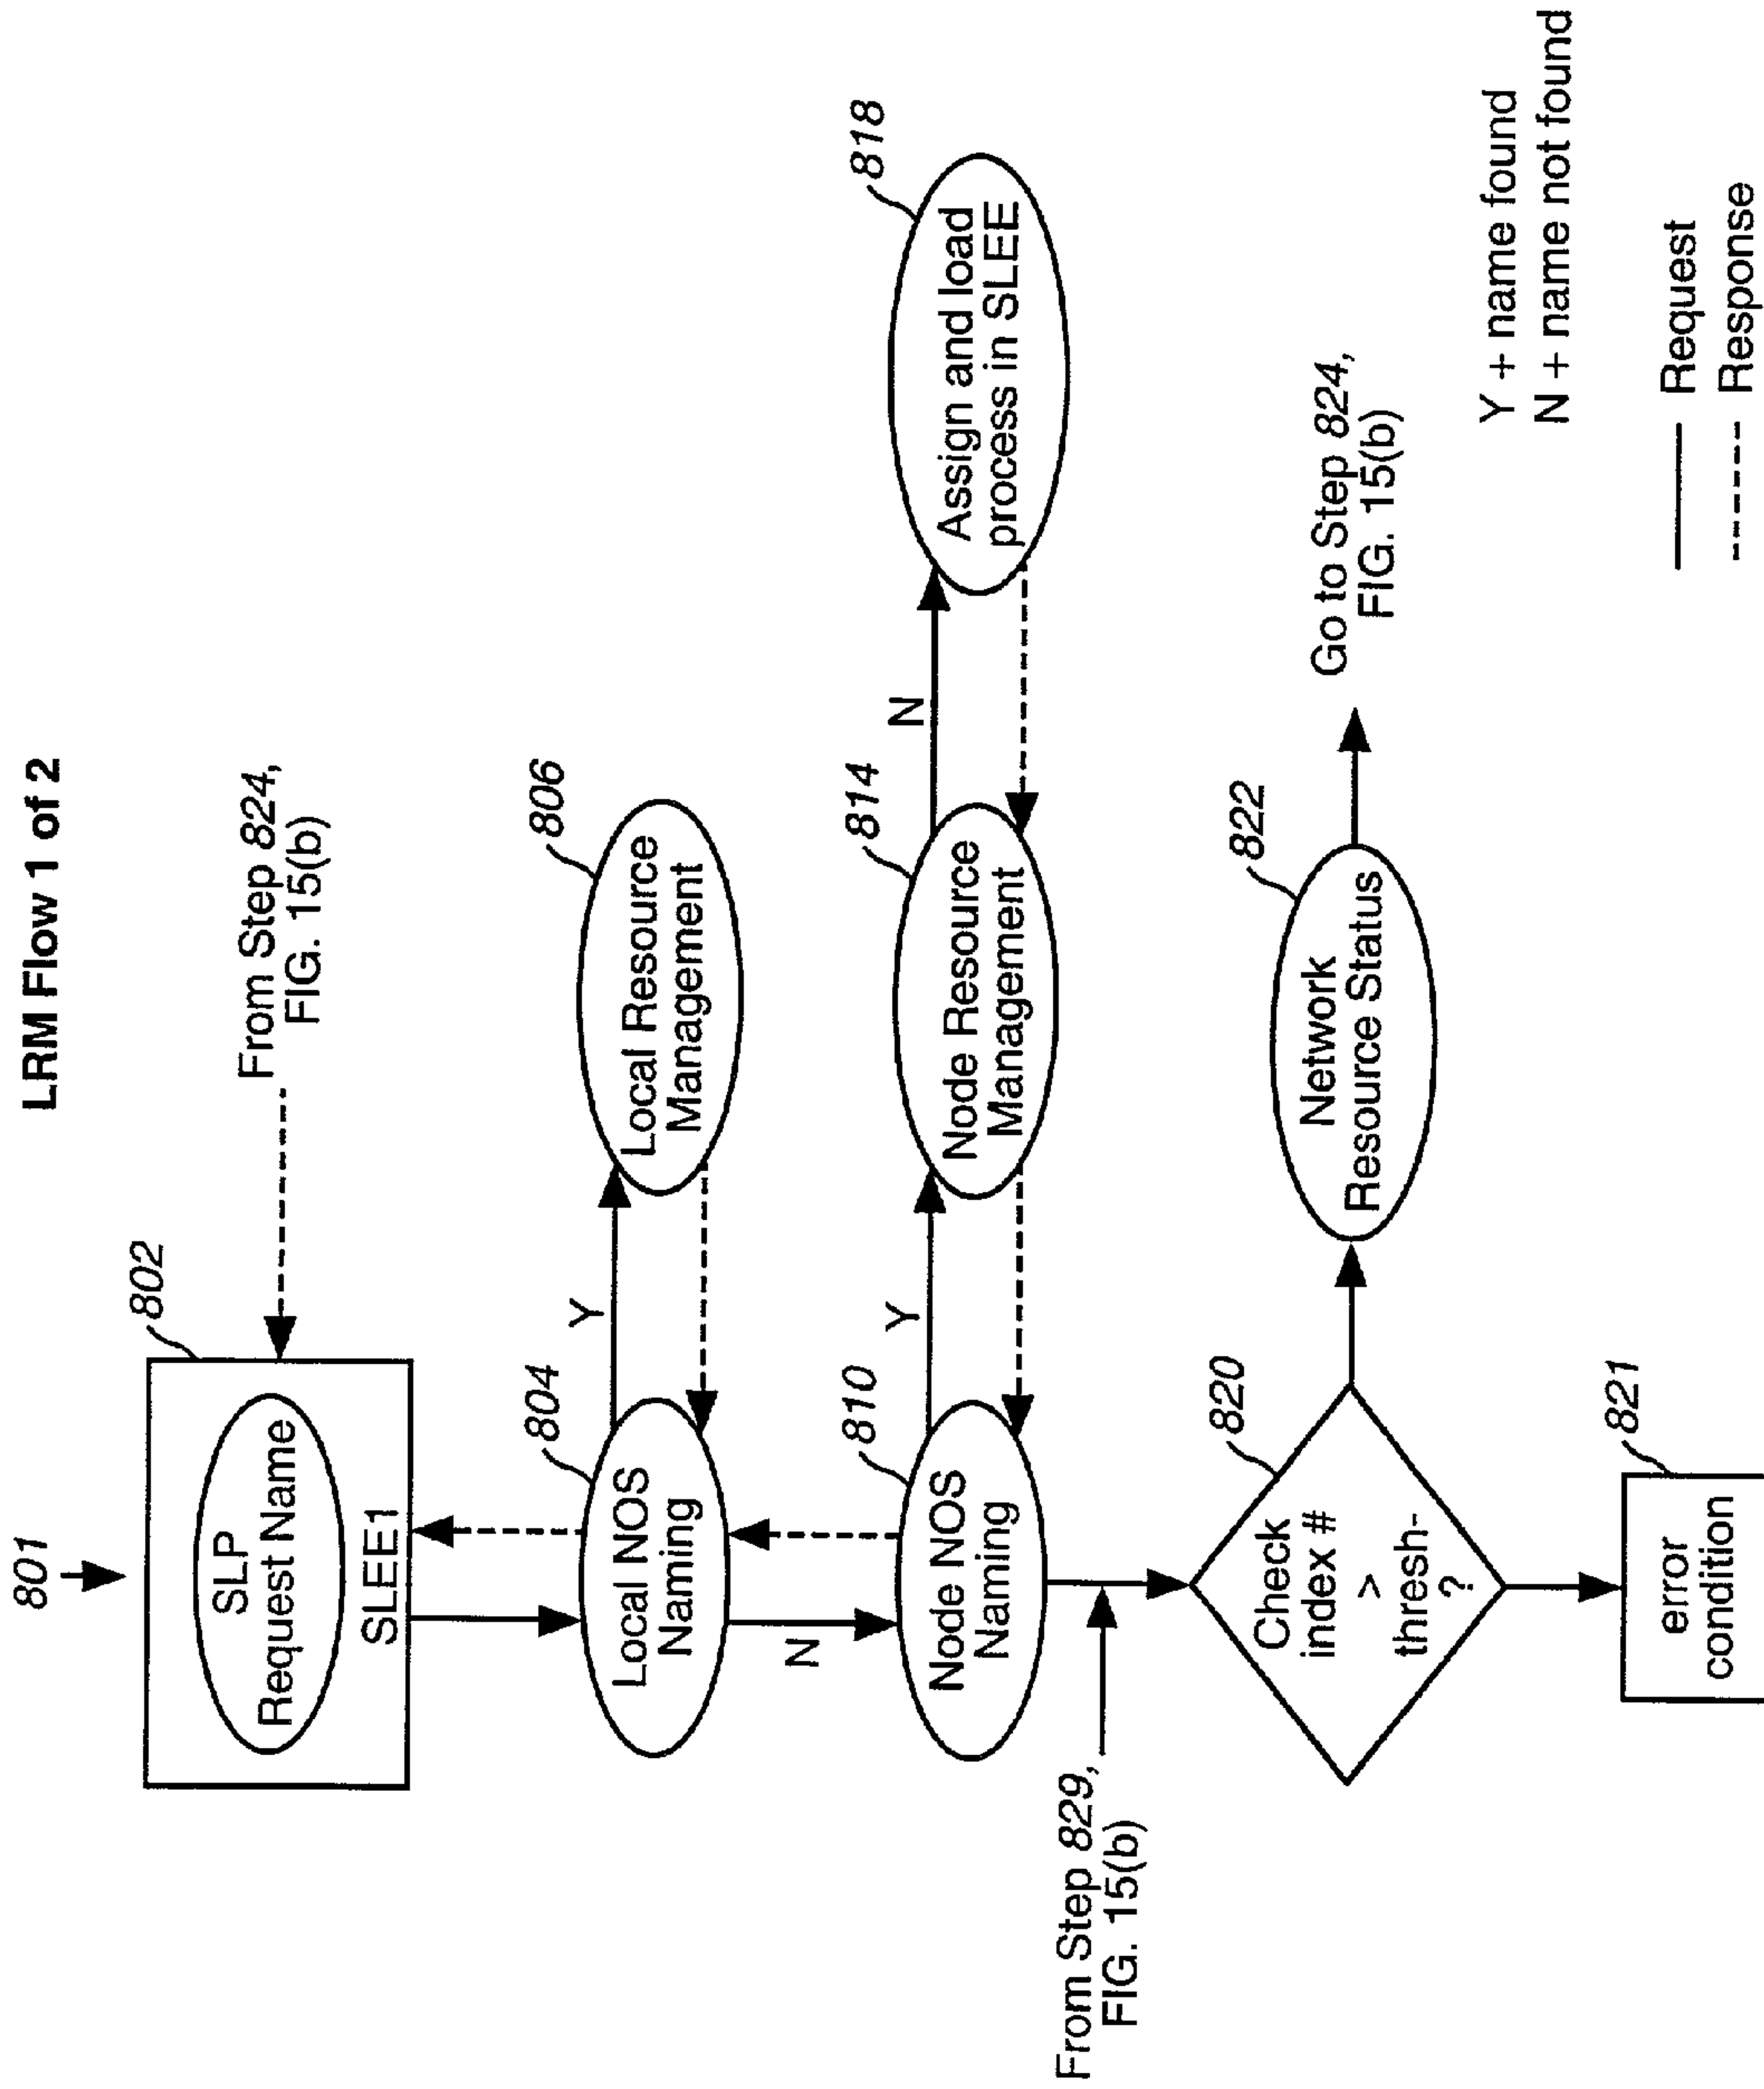 LRM Flow 1 of 2
801
802
From Step 824,
FIG. 15(b)
SLP
Request Name
SLEE1
804
806
Local NOS
Naming
Y
Local Resource
Management
N
810
814
818
Node NOS
Naming
Y
Node Resource
Management
N
Assign and load
process in SLEE
From Step 829,
FIG. 15(b)
820
822
Check
index #
>
thresh-
?
Network
Resource Status
Go to Step 824,
FIG. 15(b)
821
error
condition
Y + name found
N + name not found
Request
Response